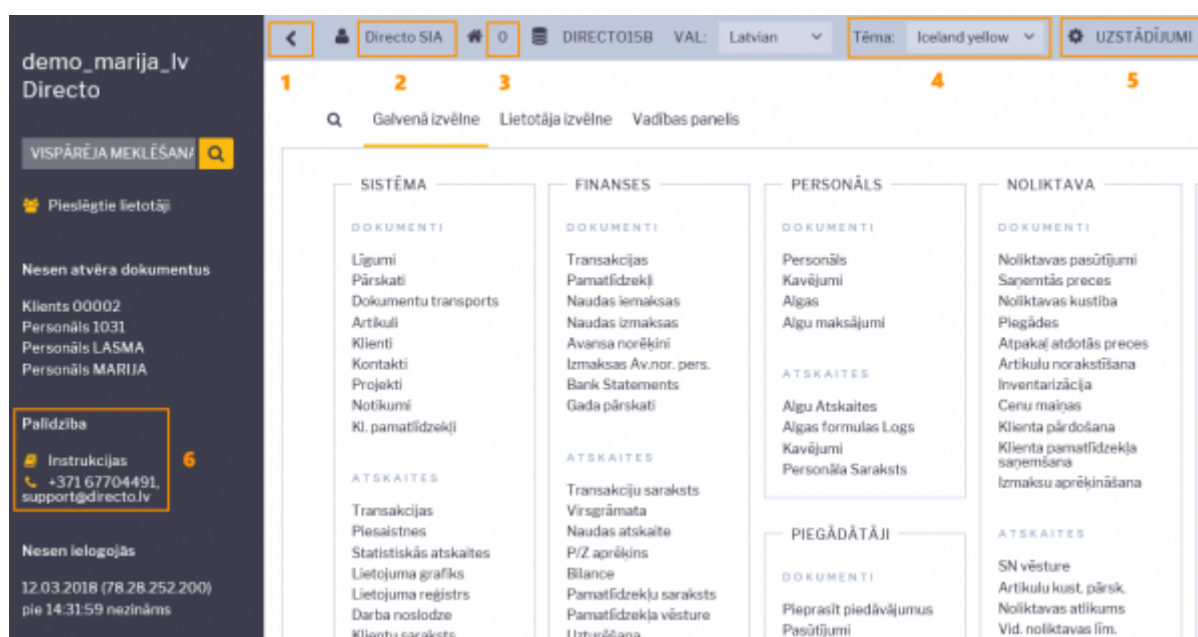 demo_marija_lv
Directo
VISPĀRĒJA MEKLĒŠANA
Pieslēgtie lietotāji
Nesen atvēra dokumentus
Klients 00002
Personāls 1031
Personāls LASMA
Personāls MARIJA
Palīdzība
Instrukcijas
6
+371 67704491,
support@directo.lv
Nesen ielogojās
12.03.2018 (78.28.252.200)
pie 14:31:59 nezināms
Directo SIA 0 DIRECTO15B VAL: Latvian Tēma: Iceland yellow UZSTĀDĪJUMI
1 2 3 4 5
Galvenā izvēlne Lietotāja izvēlne Vadības panelis
SISTĒMA
DOKUMENTI
Līgumi
Pārskati
Dokumentu transports
Artikuli
Klienti
Kontakti
Projekti
Notikumi
Kl. pamatlīdzekļi
ATSKAITES
Transakcijas
Piesaistnes
Statistiskās atskaites
Lietojuma grafiks
Lietojuma reģistrs
Darba noslodze
Klientu saraksts
FINANSES
DOKUMENTI
Transakcijas
Pamatlīdzekļi
Naudas iemaksas
Naudas izmaksas
Avansa norēķini
Izmaksas Av.nor. pers.
Bank Statements
Gada pārskati
ATSKAITES
Transakciju saraksts
Virsgrāmata
Naudas atskaite
P/Z aprēķins
Bilance
Pamatlīdzekļu saraksts
Pamatlīdzekļa vēsture
Uzturēšana
PERSONĀLS
DOKUMENTI
Personāls
Kavējumi
Algas
Algu maksājumi
ATSKAITES
Algu Atskaites
Algas formulas Logs
Kavējumi
Personāla Saraksts
PIEGĀDĀTĀJI
DOKUMENTI
Pieprasīt piedāvājumus
Pasūtījumi
NOLIKTAVA
DOKUMENTI
Noliktavas pasūtījumi
Saņemtās preces
Noliktavas kustība
Piegādes
Atpakaļ atdotās preces
Artikulu norakstīšana
Inventarizācija
Cenu maiņas
Klienta pārdošana
Klienta pamatlīdzekļa
saņemšana
Izmaksu aprēķināšana
ATSKAITES
SN vēsture
Artikulu kust. pārsk.
Noliktavas atlikums
Vid. noliktavas līm.